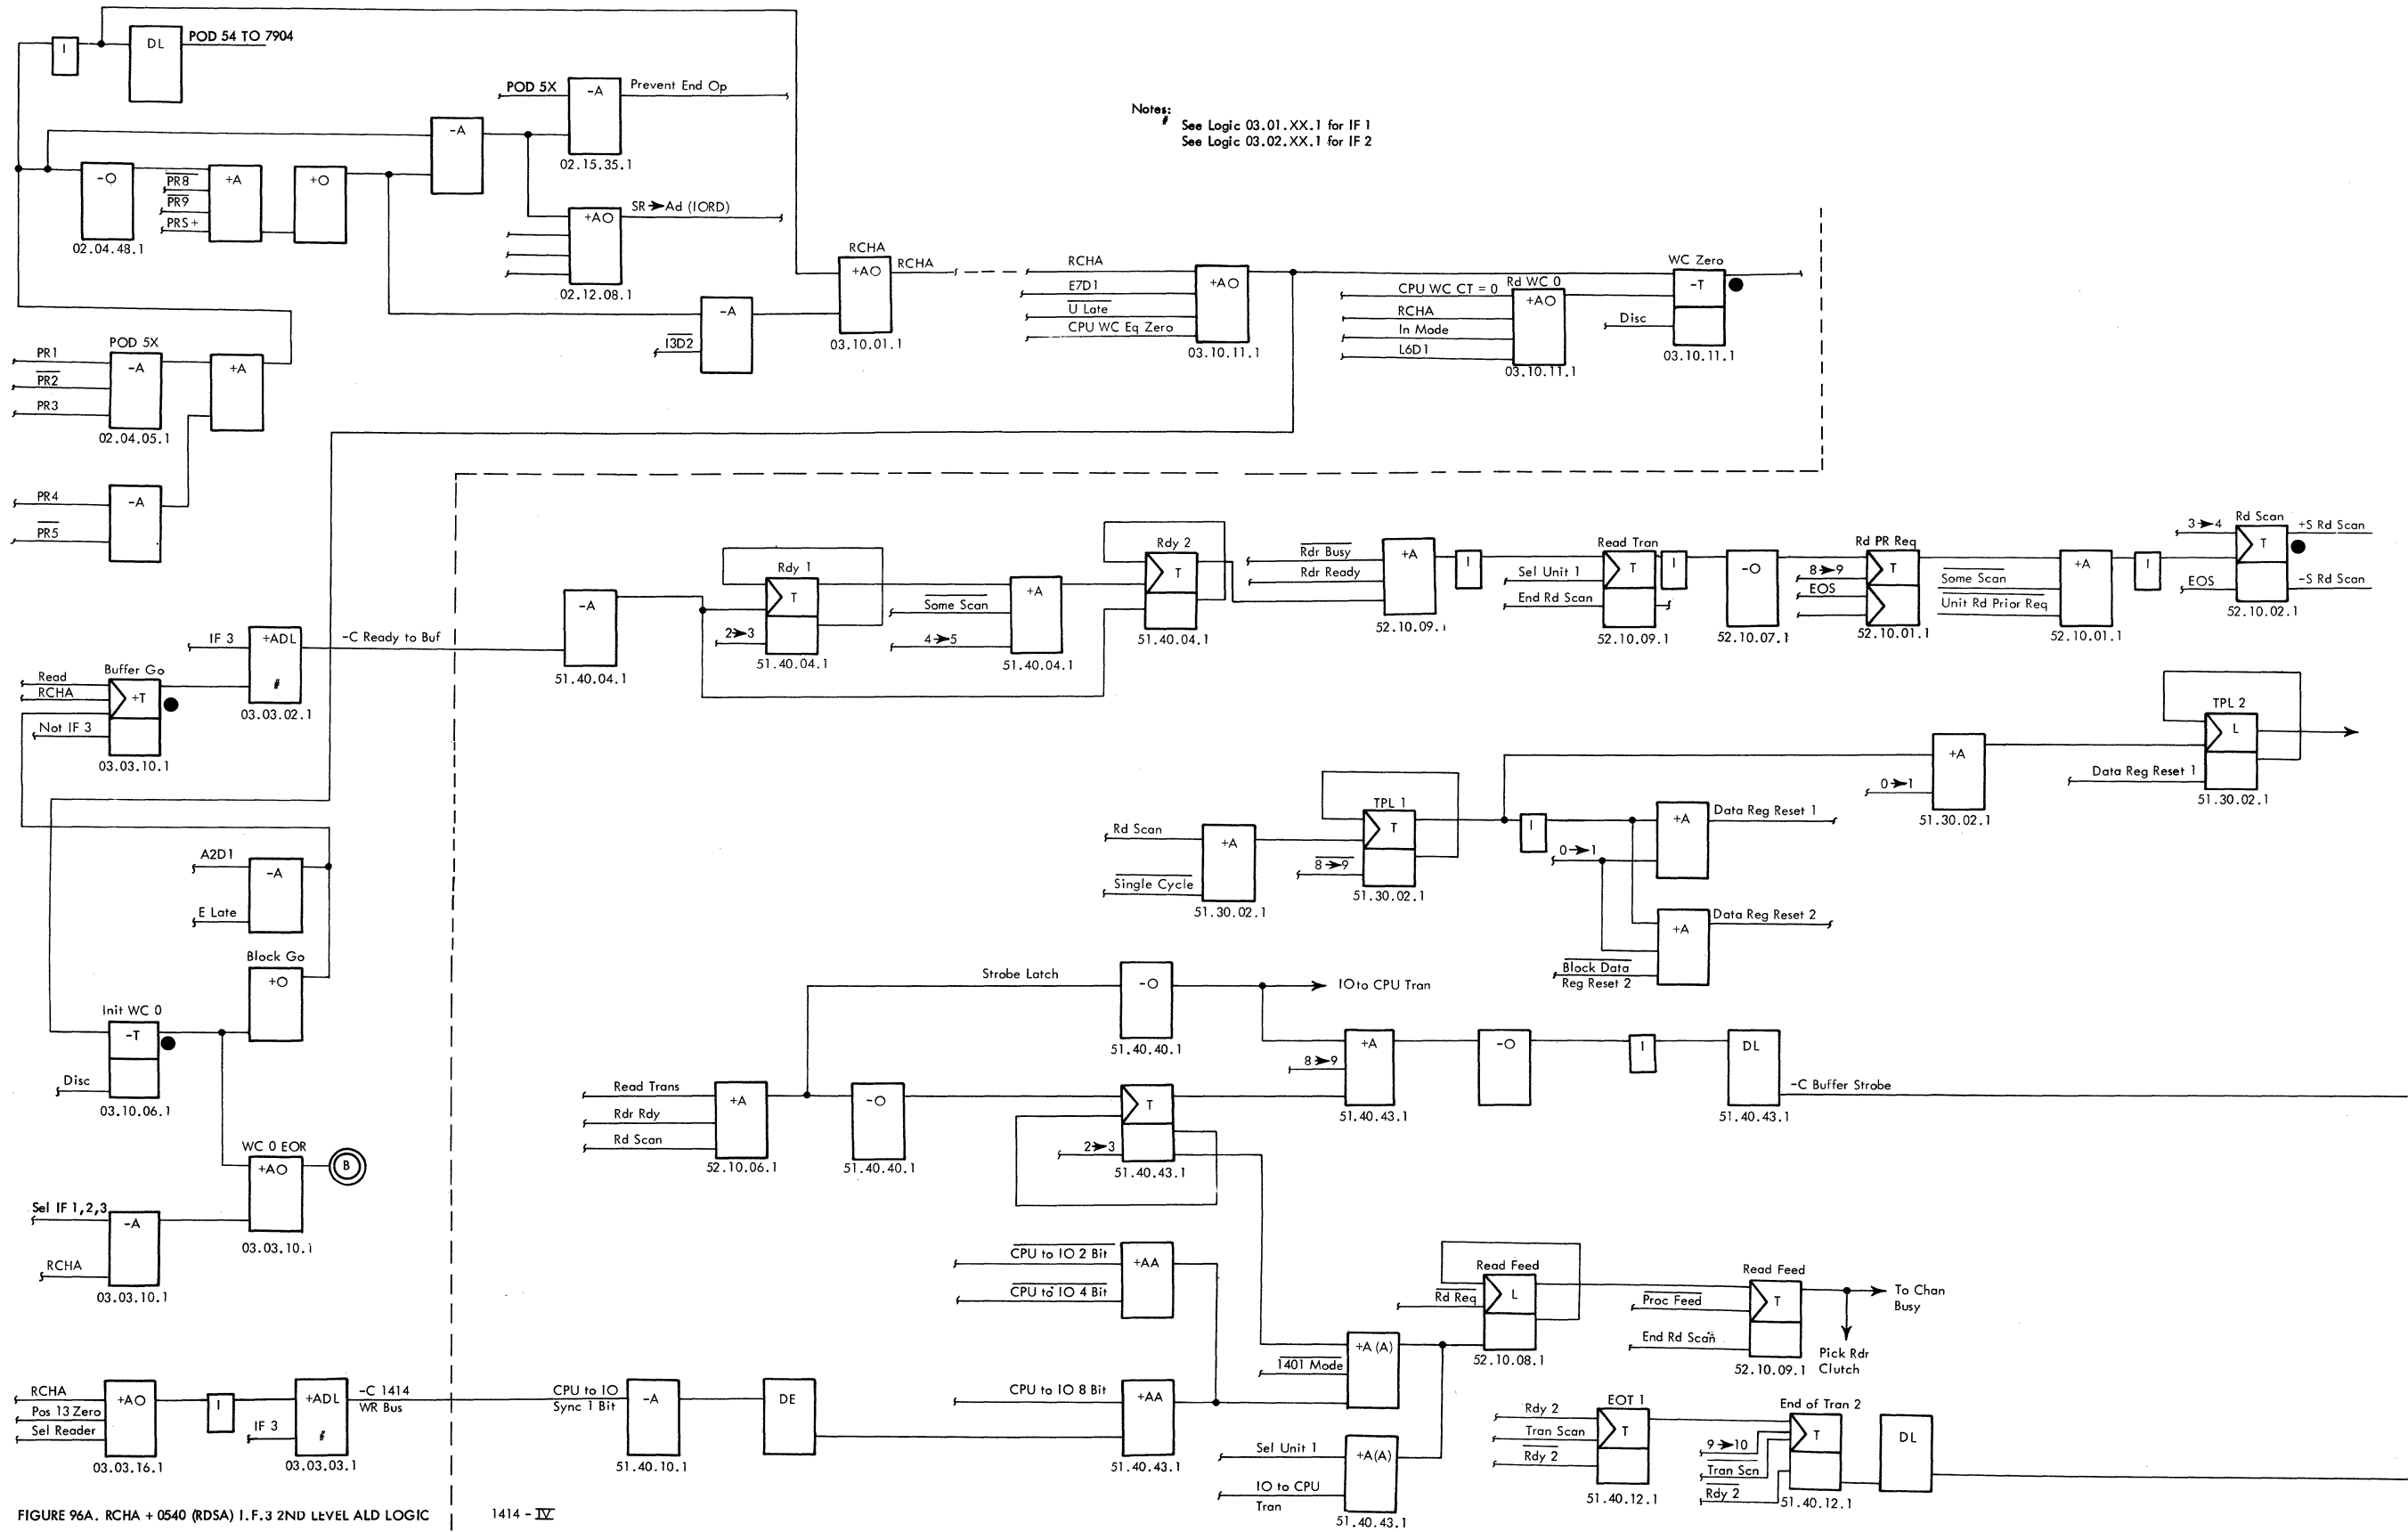 I
DL
POD 54 TO 7904
POD 5X
-A
Prevent End Op
02.15.35.1
-A
-O
02.04.48.1
PR8
PR9
PRS +
+A
+O
+AO
SR→Ad (IORD)
02.12.08.1
Notes:
# See Logic 03.01.XX.1 for IF 1
See Logic 03.02.XX.1 for IF 2
I3D2
-A
RCHA
+AO
RCHA
03.10.01.1
RCHA
E7D1
U Late
CPU WC Eq Zero
+AO
03.10.11.1
CPU WC CT = 0
RCHA
In Mode
L6D1
Rd WC 0
+AO
03.10.11.1
WC Zero
-T
Disc
03.10.11.1
PR1
PR2
PR3
POD 5X
-A
02.04.05.1
+A
PR4
PR5
-A
IF 3
+ADL
#
03.03.02.1
-C Ready to Buf
Read
RCHA
Buffer Go
+T
Not IF 3
03.03.10.1
-A
51.40.04.1
Rdy 1
T
2→3
51.40.04.1
Some Scan
4→5
+A
51.40.04.1
Rdy 2
T
51.40.04.1
Rdr Busy
Rdr Ready
+A
52.10.09.1
I
Sel Unit 1
End Rd Scan
Read Tran
T
52.10.09.1
I
-O
52.10.07.1
8→9
EOS
Rd PR Req
T
52.10.01.1
Some Scan
Unit Rd Prior Req
+A
52.10.01.1
I
3→4
EOS
Rd Scan
T
+S Rd Scan
-S Rd Scan
52.10.02.1
Rd Scan
Single Cycle
+A
51.30.02.1
TPL 1
T
8→9
51.30.02.1
I
0→1
+A
Data Reg Reset 1
+A
Data Reg Reset 2
Block Data
Reg Reset 2
0→1
+A
51.30.02.1
TPL 2
L
Data Reg Reset 1
51.30.02.1
A2D1
E Late
-A
Block Go
+O
Init WC 0
-T
Disc
03.10.06.1
WC 0 EOR
+AO
B
03.03.10.1
Sel IF 1,2,3
RCHA
-A
03.03.10.1
Strobe Latch
-O
51.40.40.1
IO to CPU Tran
Read Trans
Rdr Rdy
Rd Scan
+A
52.10.06.1
-O
51.40.40.1
T
2→3
51.40.43.1
8→9
+A
51.40.43.1
-O
I
DL
51.40.43.1
-C Buffer Strobe
CPU to IO 2 Bit
CPU to IO 4 Bit
+AA
CPU to IO 8 Bit
+AA
51.40.43.1
1401 Mode
+A (A)
Sel Unit 1
IO to CPU
Tran
+A(A)
51.40.43.1
Rd Req
Read Feed
L
52.10.08.1
Proc Feed
End Rd Scan
Read Feed
T
52.10.09.1
To Chan
Busy
Pick Rdr
Clutch
RCHA
Pos 13 Zero
Sel Reader
+AO
03.03.16.1
I
IF 3
+ADL
#
03.03.03.1
-C 1414
WR Bus
CPU to IO
Sync 1 Bit
-A
51.40.10.1
DE
Rdy 2
Tran Scan
Rdy 2
EOT 1
T
51.40.12.1
9→10
Tran Scn
Rdy 2
End of Tran 2
T
51.40.12.1
DL
FIGURE 96A. RCHA + 0540 (RDSA) I.F.3 2ND LEVEL ALD LOGIC
1414 - IV